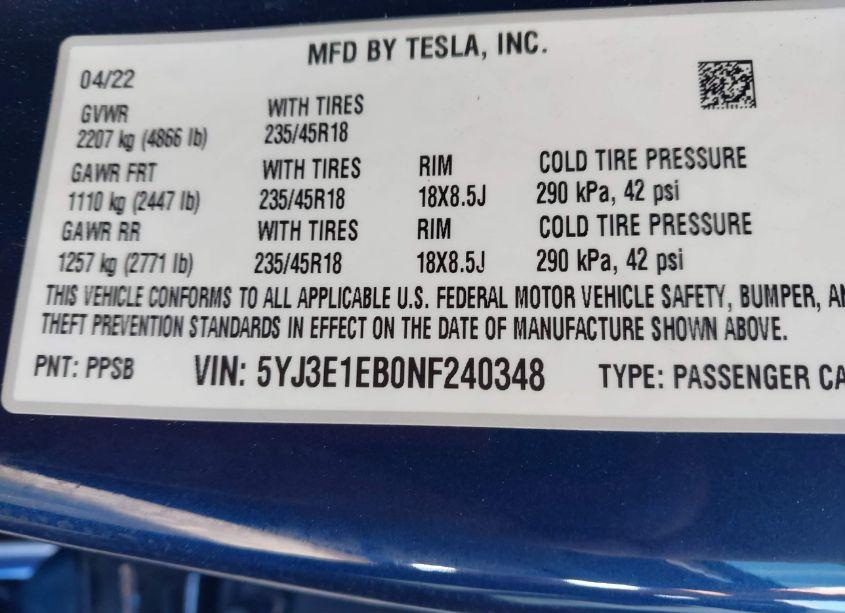 MFD BY TESLA, INC.
04/22
GVWR WITH TIRES
2207 kg (4866 lb) 235/45R18
GAWR FRT WITH TIRES RIM COLD TIRE PRESSURE
1110 kg (2447 lb) 235/45R18 18X8.5J 290 kPa, 42 psi
GAWR RR WITH TIRES RIM COLD TIRE PRESSURE
1257 kg (2771 lb) 235/45R18 18X8.5J 290 kPa, 42 psi
THIS VEHICLE CONFORMS TO ALL APPLICABLE U.S. FEDERAL MOTOR VEHICLE SAFETY, BUMPER, AN
THEFT PREVENTION STANDARDS IN EFFECT ON THE DATE OF MANUFACTURE SHOWN ABOVE.
PNT: PPSB VIN: 5YJ3E1EB0NF240348 TYPE: PASSENGER CA